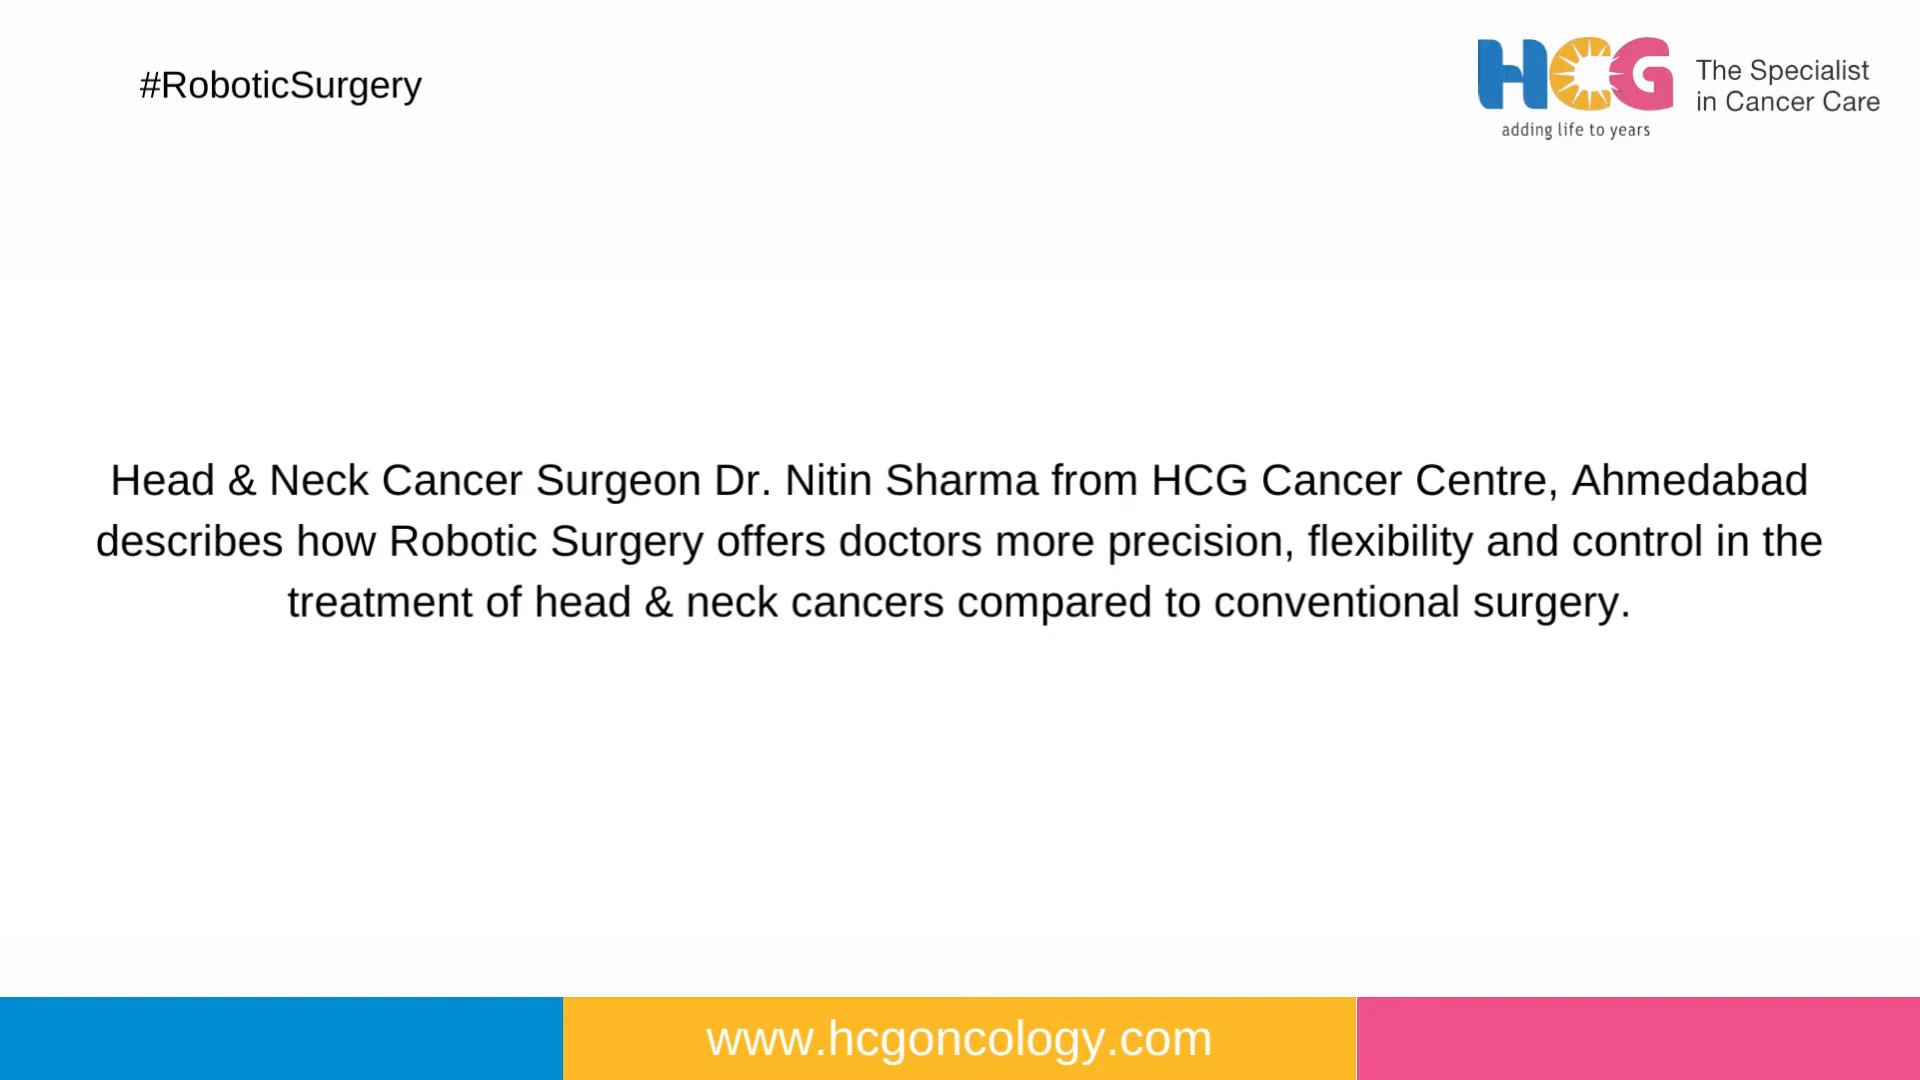 #RoboticSurgery
HCG
adding life to years
The Specialist
in Cancer Care
Head & Neck Cancer Surgeon Dr. Nitin Sharma from HCG Cancer Centre, Ahmedabad
describes how Robotic Surgery offers doctors more precision, flexibility and control in the
treatment of head & neck cancers compared to conventional surgery.
www.hcgoncology.com